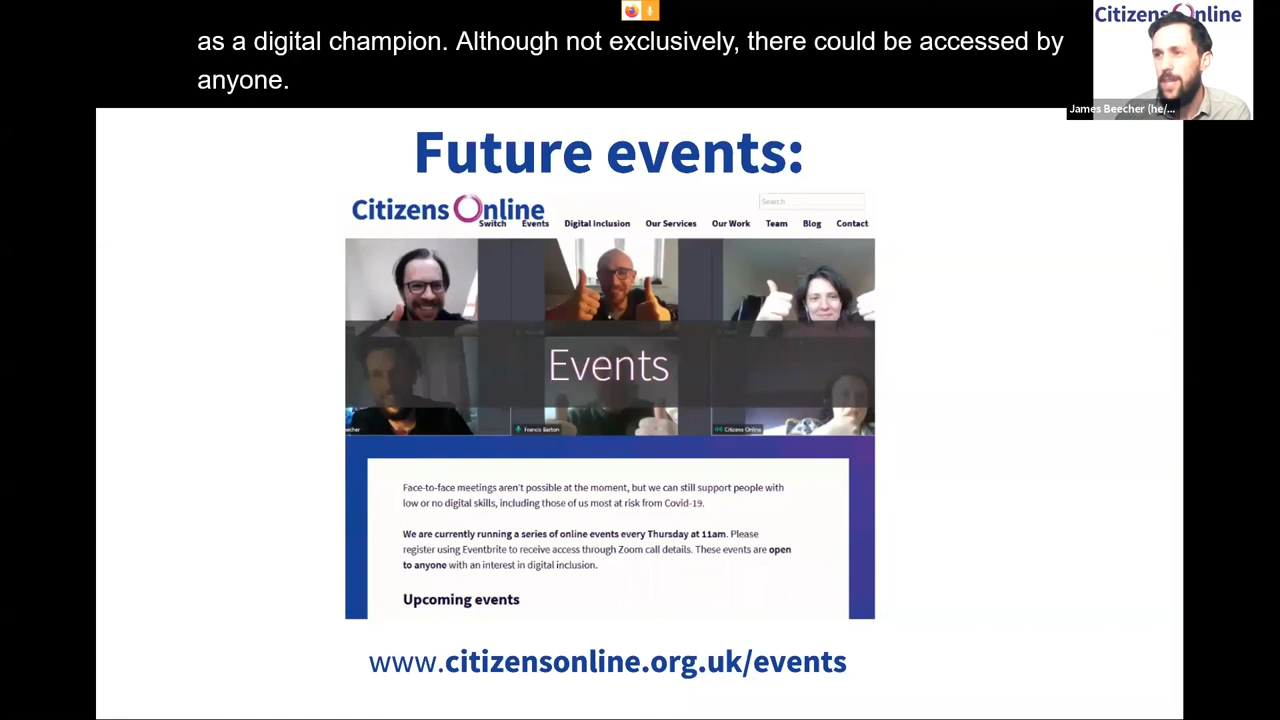 as a digital champion. Although not exclusively, there could be accessed by
anyone.
Citizens Online
James Beecher (he/...
Future events:
Citizens Online
Search
Switch Events Digital Inclusion Our Services Our Work Team Blog Contact
Events
echer
Francis Barton
Citizens Online
Face-to-face meetings aren't possible at the moment, but we can still support people with
low or no digital skills, including those of us most at risk from Covid-19.
We are currently running a series of online events every Thursday at 11am. Please
register using Eventbrite to receive access through Zoom call details. These events are open
to anyone with an interest in digital inclusion.
Upcoming events
www.citizensonline.org.uk/events